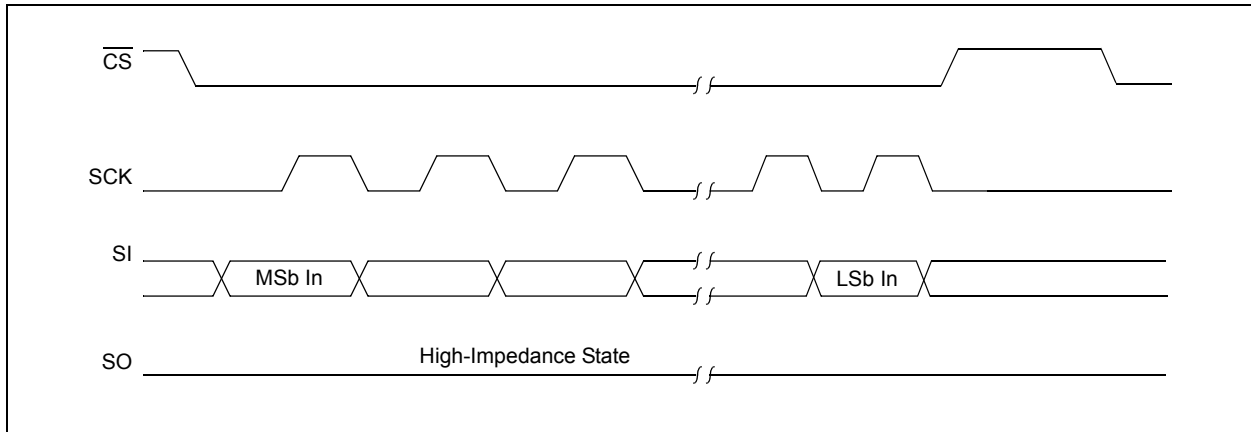 CS
SCK
SI
MSb In
LSb In
SO
High-Impedance State